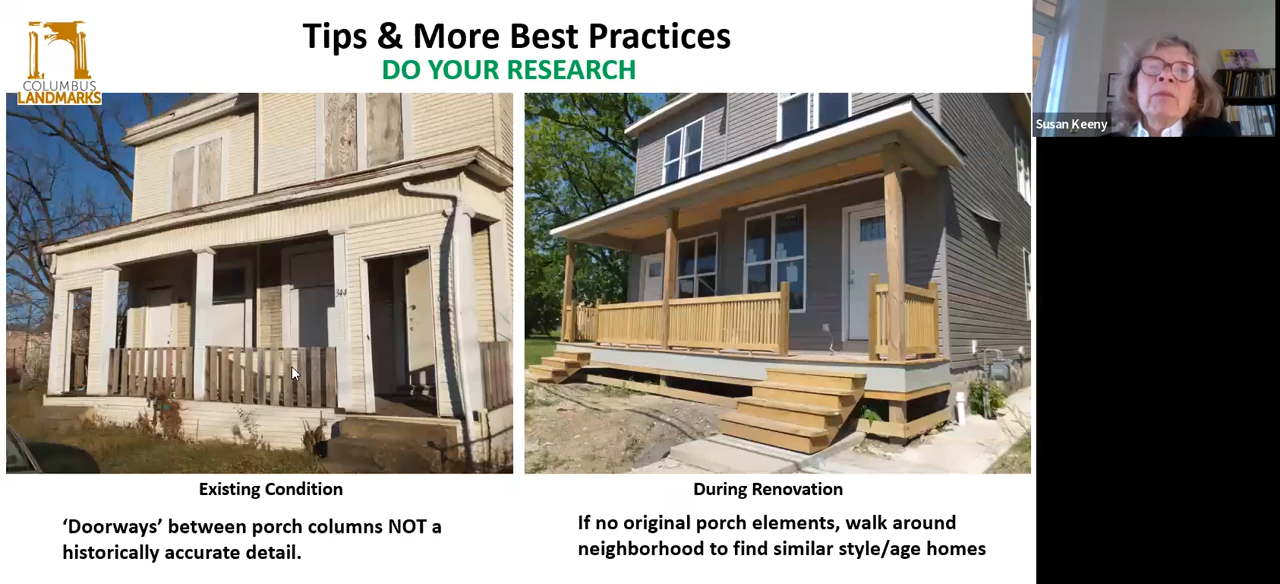 Tips & More Best Practices
DO YOUR RESEARCH
COLUMBUS
LANDMARKS
Susan Keeny
344
Existing Condition
During Renovation
‘Doorways’ between porch columns NOT a
historically accurate detail.
If no original porch elements, walk around
neighborhood to find similar style/age homes